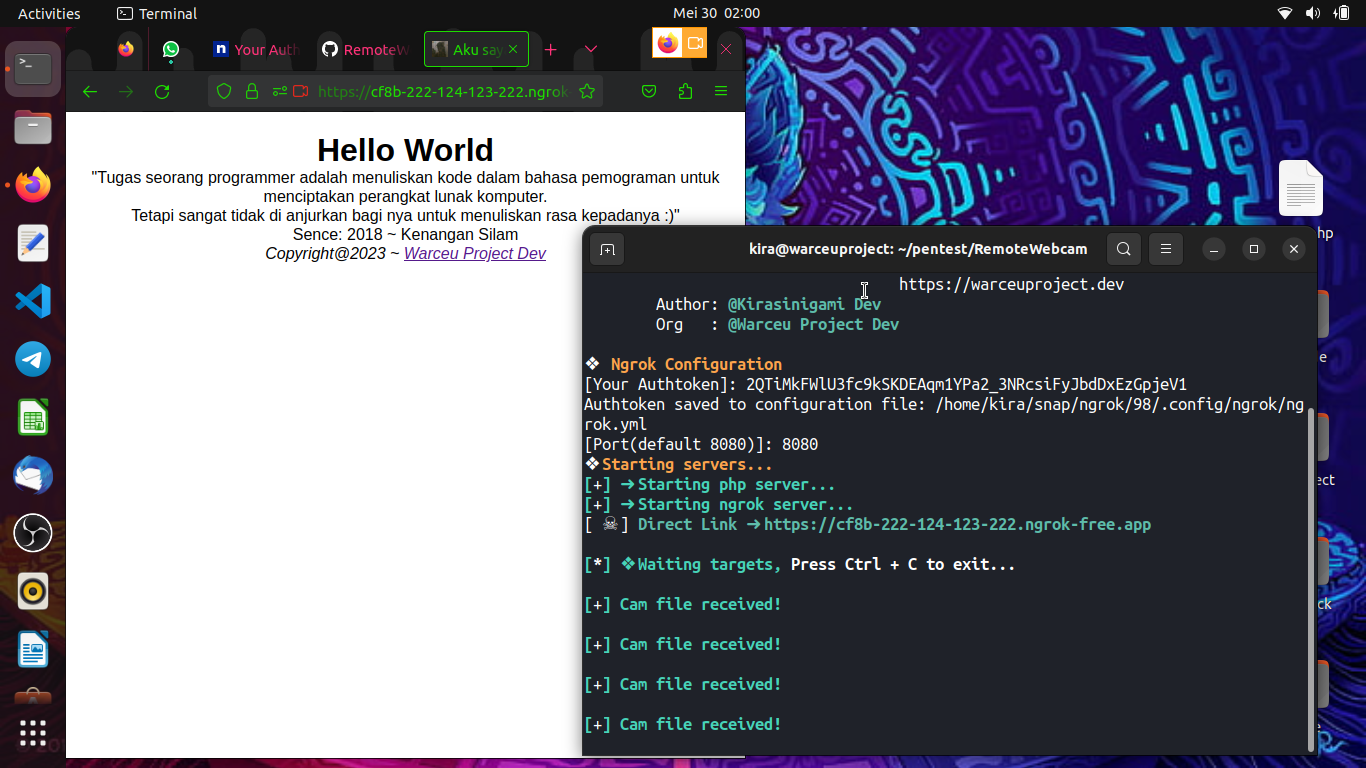 Activities
Terminal
Mei 30 02:00
Your Auth
RemoteW
Aku say
https://cf8b-222-124-123-222.ngrok
Hello World
"Tugas seorang programmer adalah menuliskan kode dalam bahasa pemograman untuk
menciptakan perangkat lunak komputer.
Tetapi sangat tidak di anjurkan bagi nya untuk menuliskan rasa kepadanya :)"
Sence: 2018 ~ Kenangan Silam
Copyright@2023 ~ Warceu Project Dev
kira@warceuproject: ~/pentest/RemoteWebcam
https://warceuproject.dev
Author: @Kirasinigami Dev
Org   : @Warceu Project Dev
❖ Ngrok Configuration
[Your Authtoken]: 2QTiMkFWlU3fc9kSKDEAqm1YPa2_3NRcsiFyJbdDxEzGpjeV1
Authtoken saved to configuration file: /home/kira/snap/ngrok/98/.config/ngrok/ng
rok.yml
[Port(default 8080)]: 8080
❖Starting servers...
[+] ➜Starting php server...
[+] ➜Starting ngrok server...
[ ☠] Direct Link ➜https://cf8b-222-124-123-222.ngrok-free.app
[*] ❖Waiting targets, Press Ctrl + C to exit...
[+] Cam file received!
[+] Cam file received!
[+] Cam file received!
[+] Cam file received!
hp
e
ect
ck